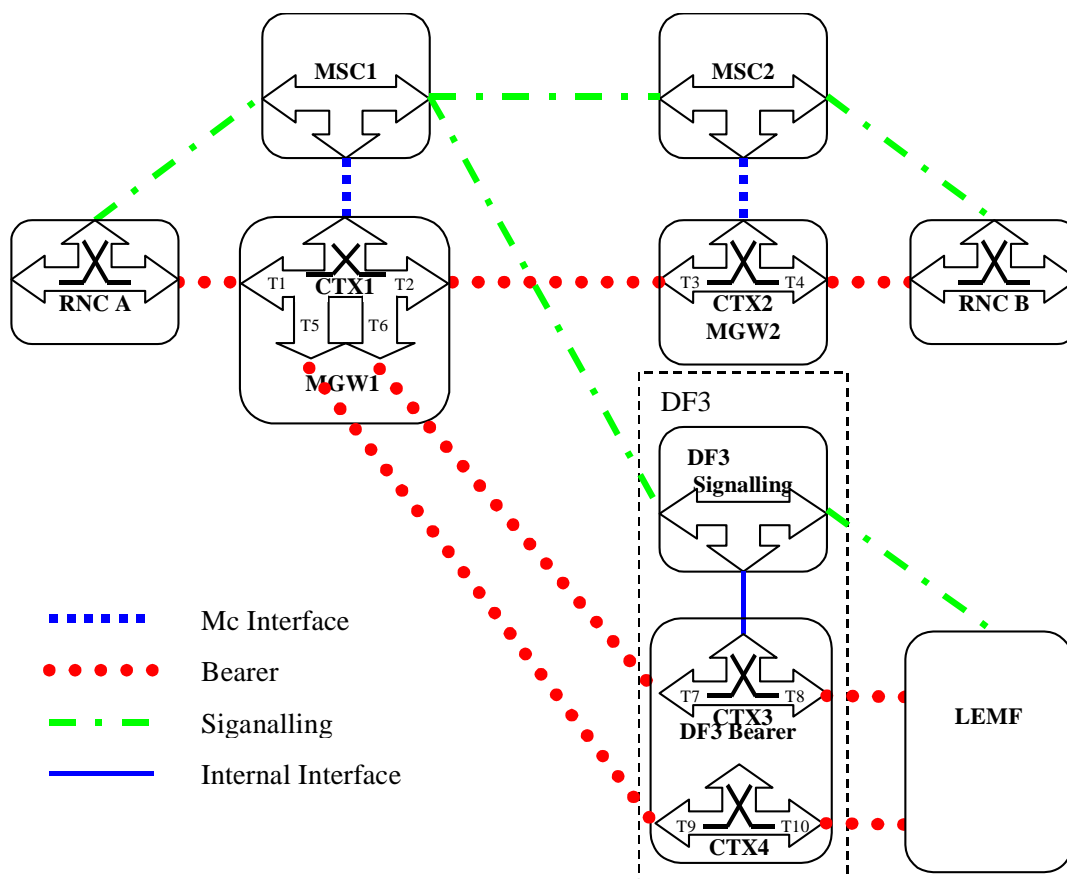 MSC1
MSC2
RNC A
T1
CTX1
T2
T5
T6
MGW1
T3
CTX2
T4
MGW2
RNC B
DF3
DF3
Signalling
T7
CTX3
T8
DF3 Bearer
T9
CTX4
T10
LEMF
Mc Interface
Bearer
Siganalling
Internal Interface